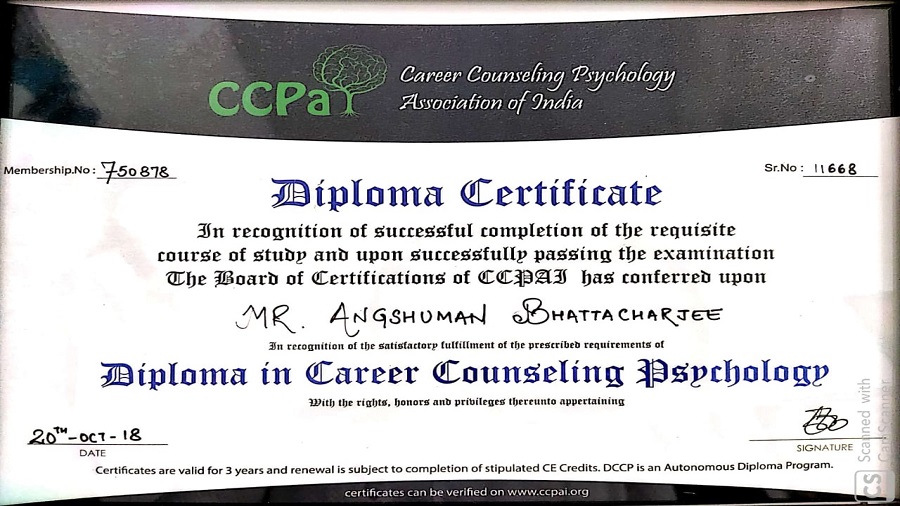 CCPa
Career Counseling Psychology
Association of India
Membership.No : 750878
Sr.No : 11668
Diploma Certificate
In recognition of successful completion of the requisite
course of study and upon successfully passing the examination
The Board of Certifications of CCPAI has conferred upon
MR. ANGSHUMAN BHATTACHARJEE
In recognition of the satisfactory fulfillment of the prescribed requirements of
Diploma in Career Counseling Psychology
With the rights, honors and privileges thereunto appertaining
20TH-OCT-18
DATE
SIGNATURE
Certificates are valid for 3 years and renewal is subject to completion of stipulated CE Credits. DCCP is an Autonomous Diploma Program.
certificates can be verified on www.ccpai.org
CS
Scanned with
CamScanner